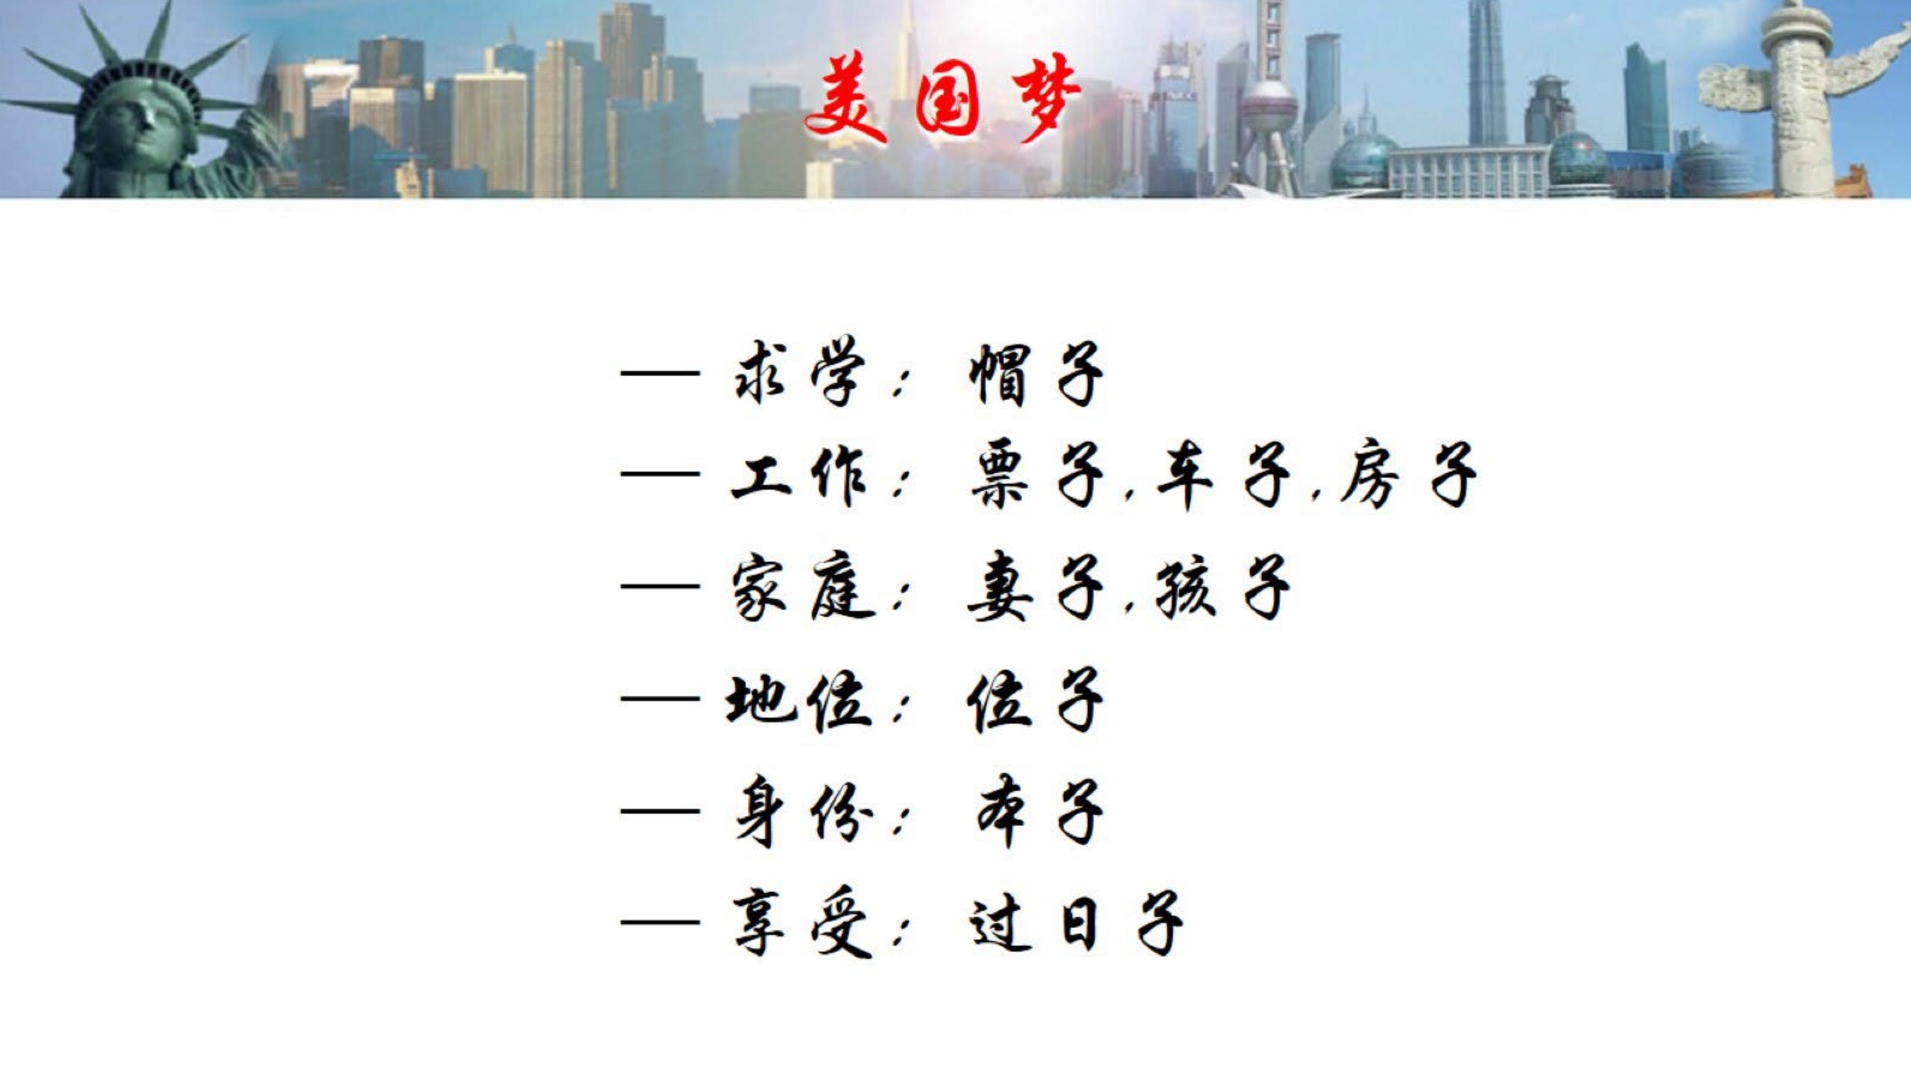 美国梦
— 求学: 帽子
— 工作: 票子,车子,房子
— 家庭: 妻子,孩子
— 地位: 位子
— 身份: 本子
— 享受: 过日子